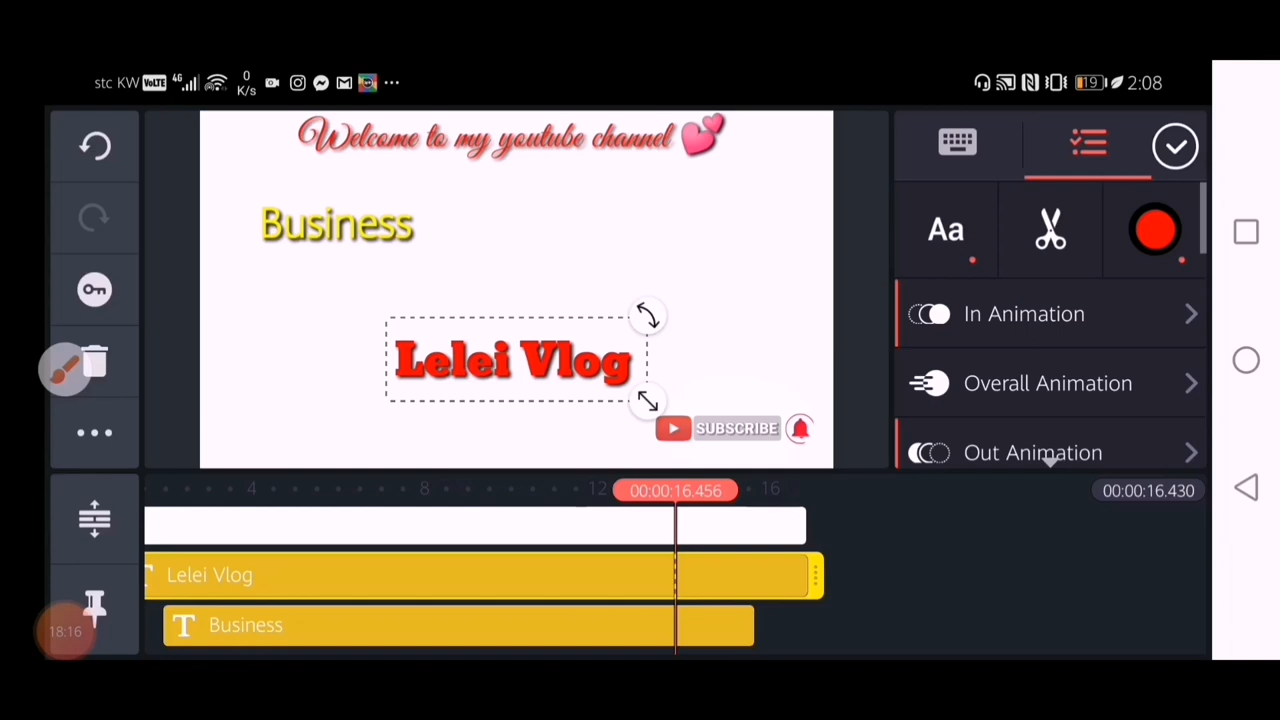 stc KW VoLTE 4G 0 K/s 19 2:08
Welcome to my youtube channel 💕
Business
Lelei Vlog
SUBSCRIBE
Aa
In Animation
Overall Animation
Out Animation
4 8 12 00:00:16.456 16 00:00:16.430
T Lelei Vlog
T Business
18:16